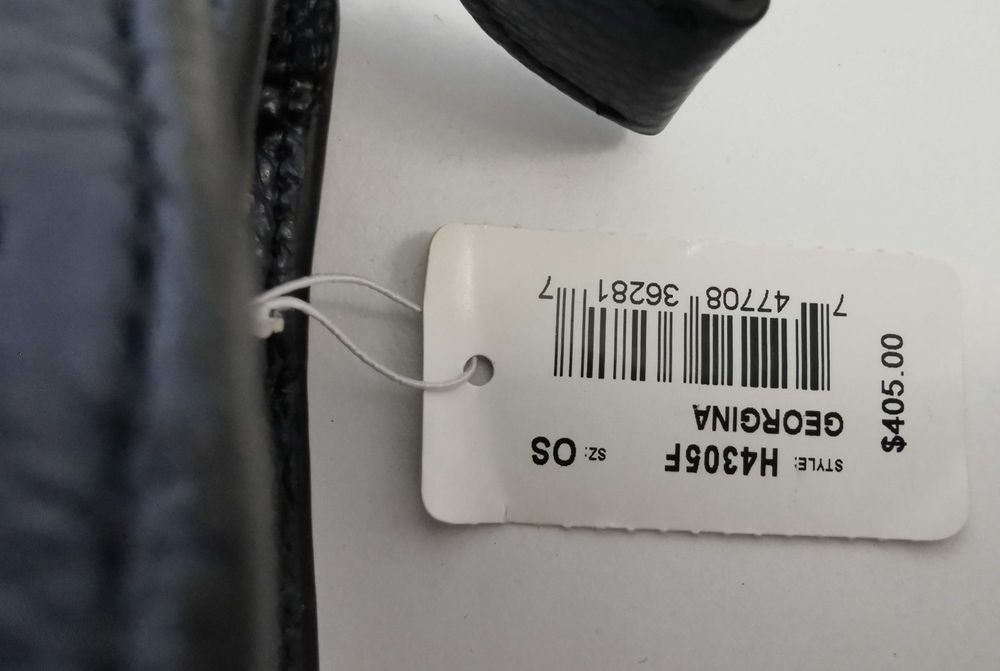 STYLE: H4305F SZ: OS
GEORGINA
7 47708 36281 7
$405.00